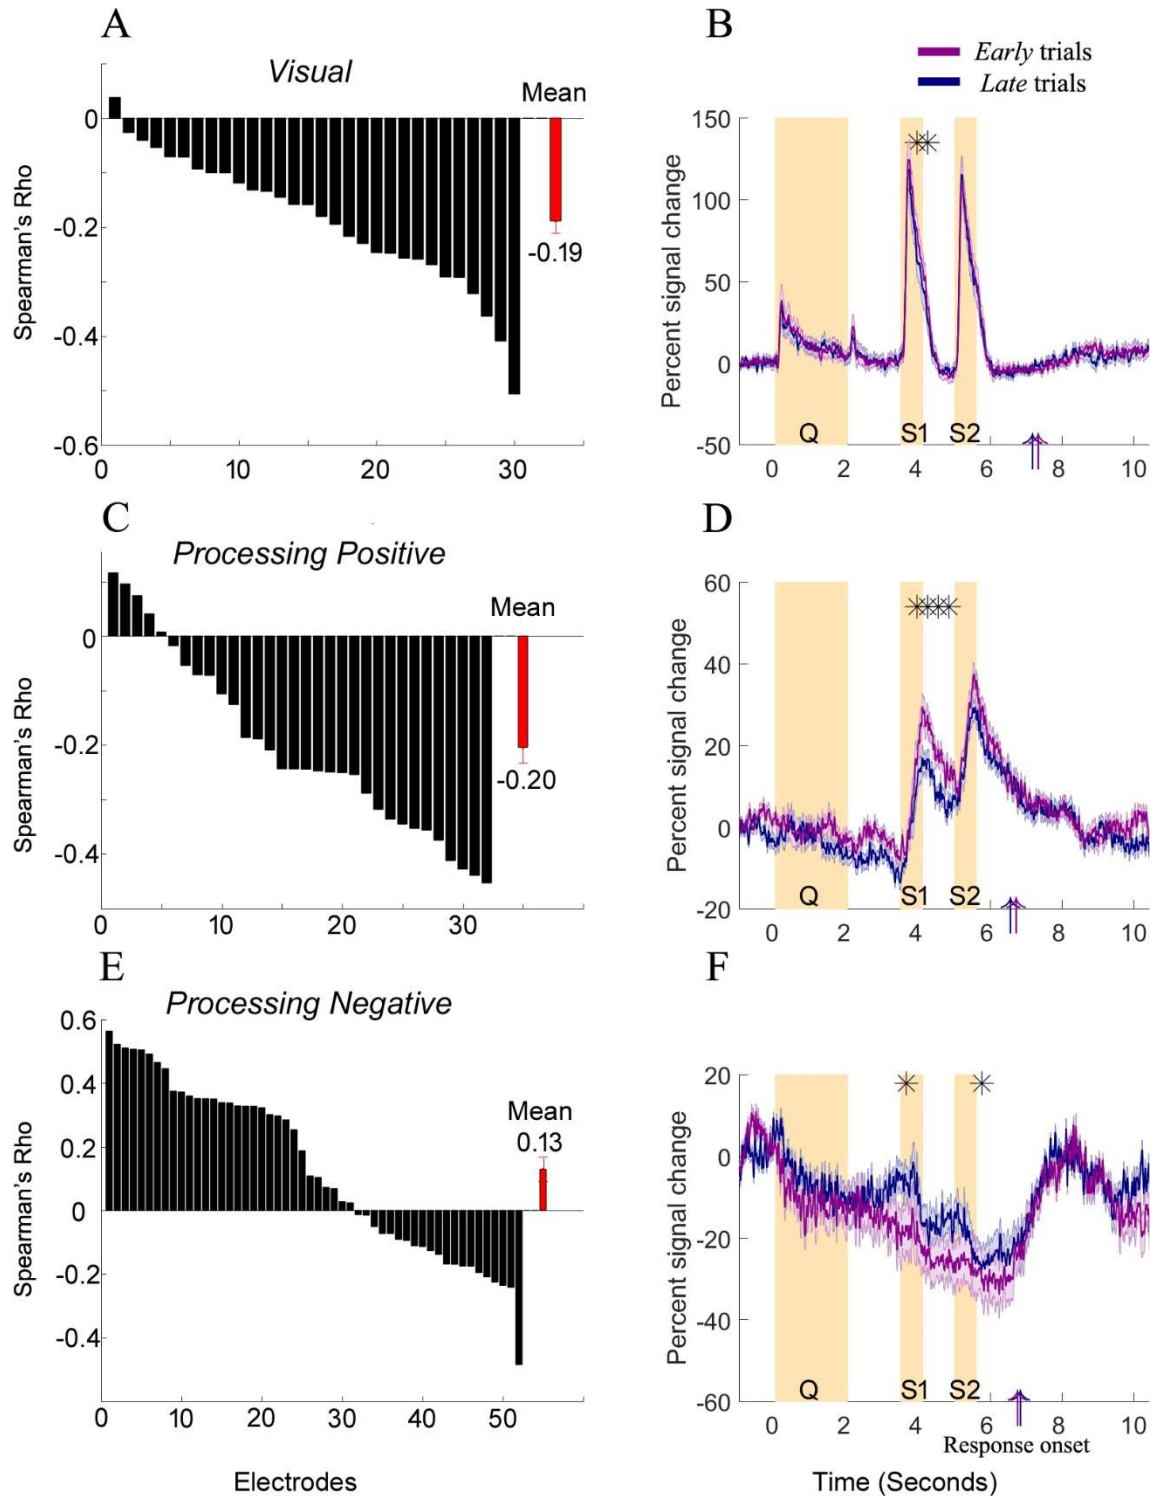 A
Visual
Mean
0
-0.2
-0.4
-0.6
-0.19
Spearman's Rho
0
10
20
30
B
Early trials
Late trials
150
100
50
0
-50
Percent signal change
Q
S1
S2
0
2
4
6
8
10
C
Processing Positive
Mean
0
-0.2
-0.4
-0.20
Spearman's Rho
0
10
20
30
D
60
40
20
0
-20
Percent signal change
Q
S1
S2
0
2
4
6
8
10
E
Processing Negative
0.6
0.4
0.2
0
-0.2
-0.4
Mean
0.13
Spearman's Rho
0
10
20
30
40
50
Electrodes
F
20
0
-20
-40
-60
Percent signal change
Q
S1
S2
0
2
4
6
8
10
Response onset
Time (Seconds)